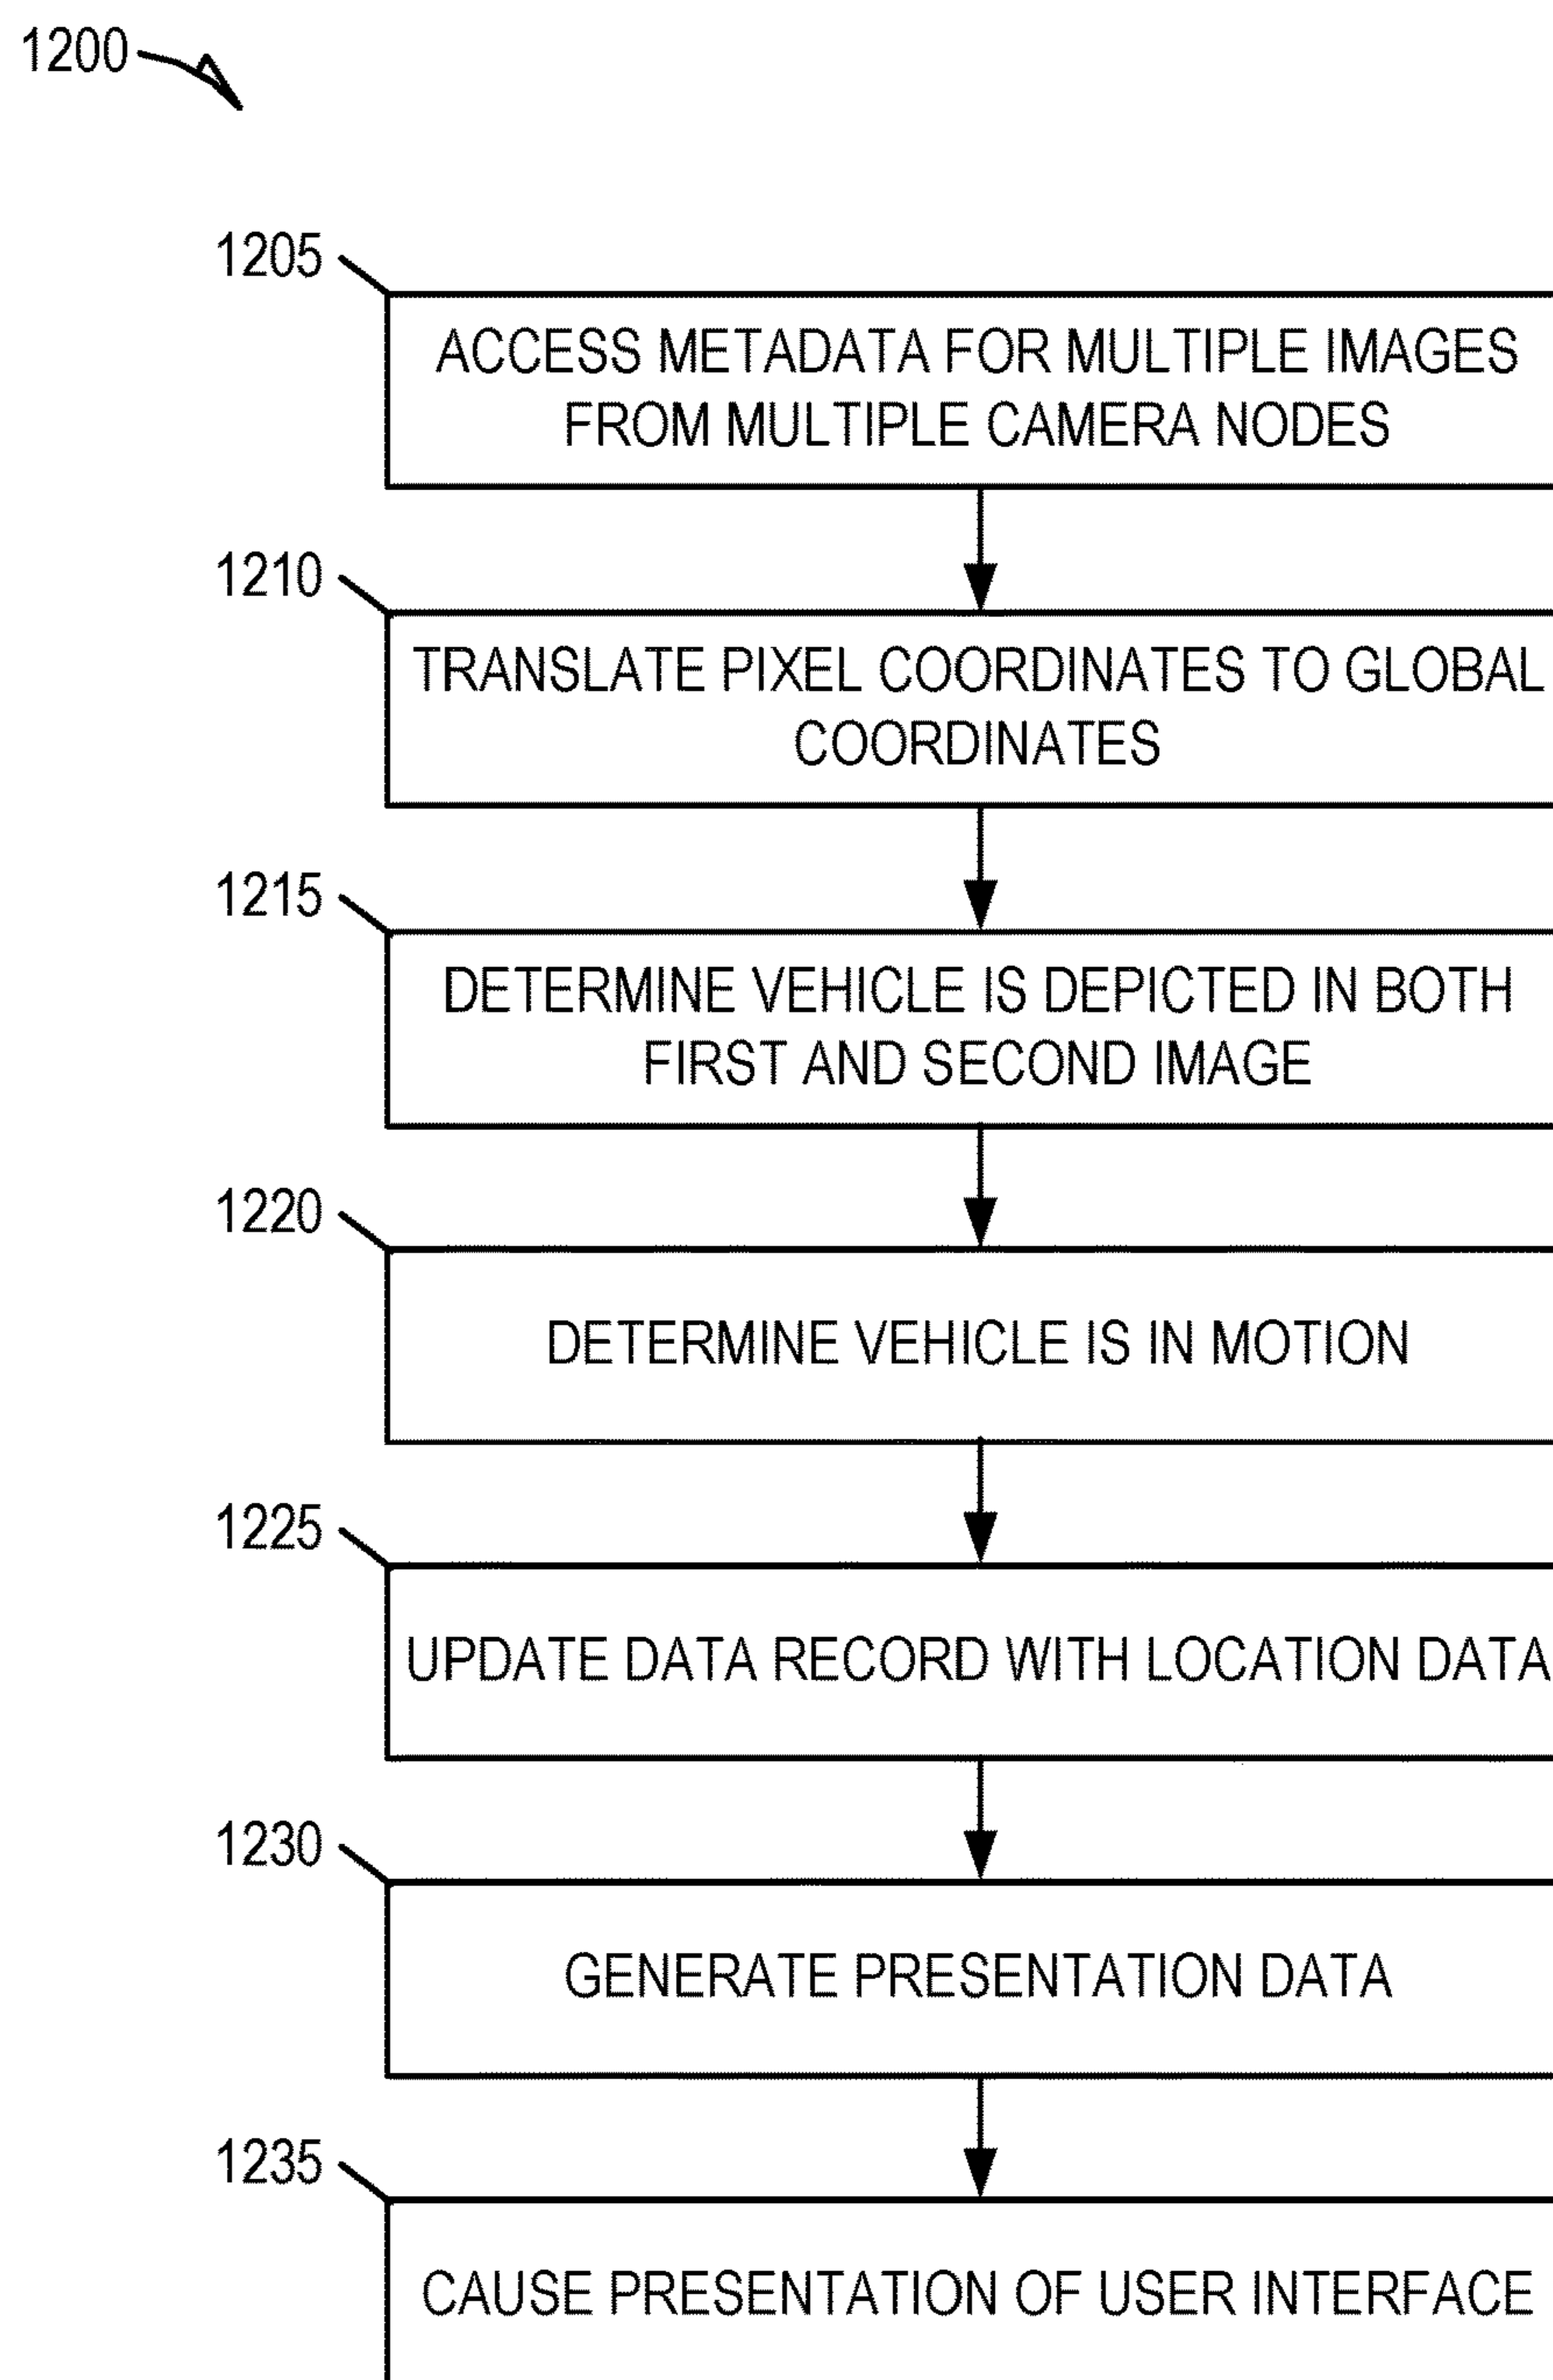 1200
1205
ACCESS METADATA FOR MULTIPLE IMAGES
FROM MULTIPLE CAMERA NODES
1210
TRANSLATE PIXEL COORDINATES TO GLOBAL
COORDINATES
1215
DETERMINE VEHICLE IS DEPICTED IN BOTH
FIRST AND SECOND IMAGE
1220
DETERMINE VEHICLE IS IN MOTION
1225
UPDATE DATA RECORD WITH LOCATION DATA
1230
GENERATE PRESENTATION DATA
1235
CAUSE PRESENTATION OF USER INTERFACE